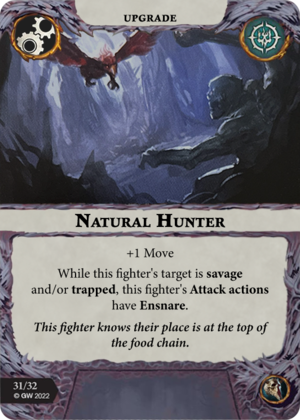 UPGRADE
NATURAL HUNTER
+1 Move
While this fighter's target is savage
and/or trapped, this fighter's Attack actions
have Ensnare.
This fighter knows their place is at the top of
the food chain.
31/32
© GW 2022